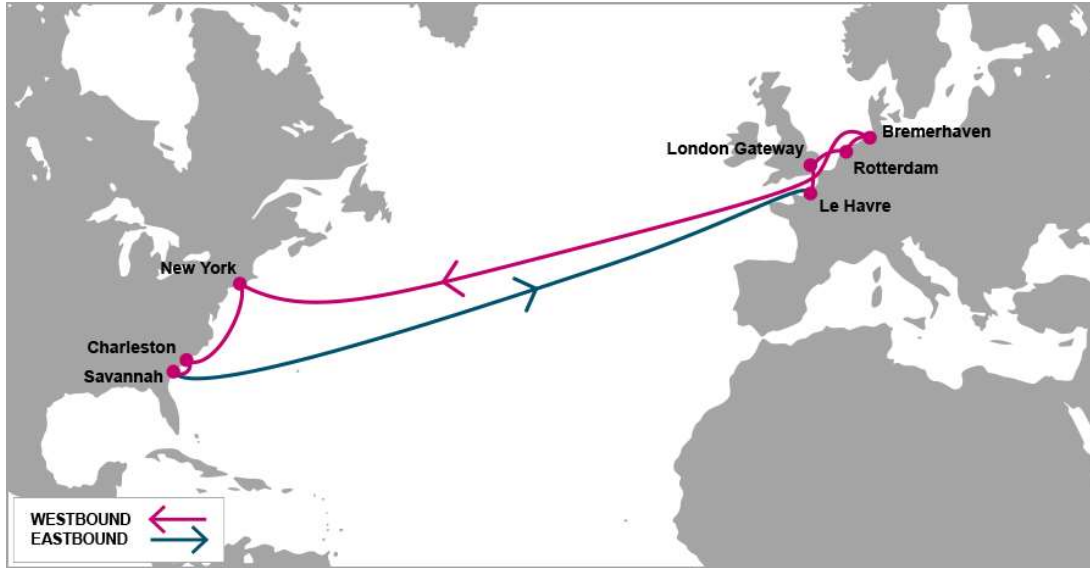 Bremerhaven
London Gateway
Rotterdam
Le Havre
New York
Charleston
Savannah
WESTBOUND
EASTBOUND